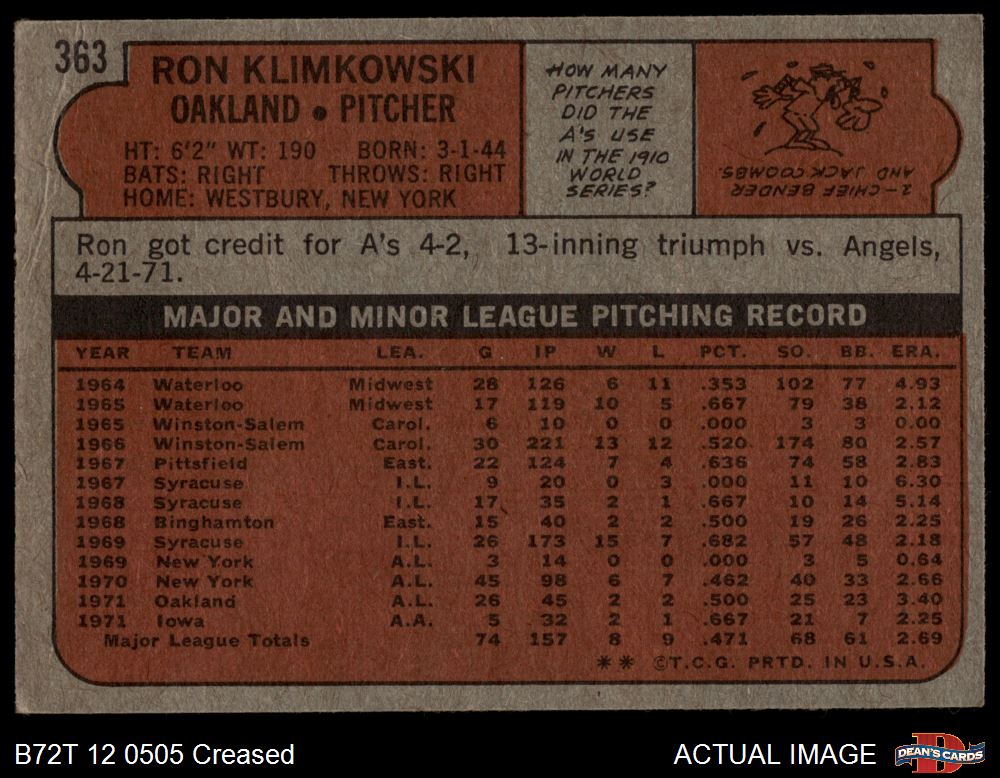 363
RON KLIMKOWSKI
OAKLAND • PITCHER
HT: 6'2" WT: 190 BORN: 3-1-44
BATS: RIGHT THROWS: RIGHT
HOME: WESTBURY, NEW YORK
HOW MANY
PITCHERS
DID THE
A'S USE
IN THE 1910
WORLD
SERIES?
2—CHIEF BENDER
AND JACK COOMBS.
Ron got credit for A's 4-2, 13-inning triumph vs. Angels,
4-21-71.
MAJOR AND MINOR LEAGUE PITCHING RECORD
YEAR TEAM LEA. G IP W L PCT. SO. BB. ERA.
1964 Waterloo Midwest 28 126 6 11 .353 102 77 4.93
1965 Waterloo Midwest 17 119 10 5 .667 79 38 2.12
1965 Winston-Salem Carol. 6 10 0 0 .000 3 3 0.00
1966 Winston-Salem Carol. 30 221 13 12 .520 174 80 2.57
1967 Pittsfield East. 22 124 7 4 .636 74 58 2.83
1967 Syracuse I.L. 9 20 0 3 .000 11 10 6.30
1968 Syracuse I.L. 17 35 2 1 .667 10 14 5.14
1968 Binghamton East. 15 40 2 2 .500 19 26 2.25
1969 Syracuse I.L. 26 173 15 7 .682 57 48 2.18
1969 New York A.L. 3 14 0 0 .000 3 5 0.64
1970 New York A.L. 45 98 6 7 .462 40 33 2.66
1971 Oakland A.L. 26 45 2 2 .500 25 23 3.40
1971 Iowa A.A. 5 32 2 1 .667 21 7 2.25
Major League Totals 74 157 8 9 .471 68 61 2.69
** ©T.C.G. PRTD. IN U.S.A.
B72T 12 0505 Creased
ACTUAL IMAGE
DEAN'S CARDS